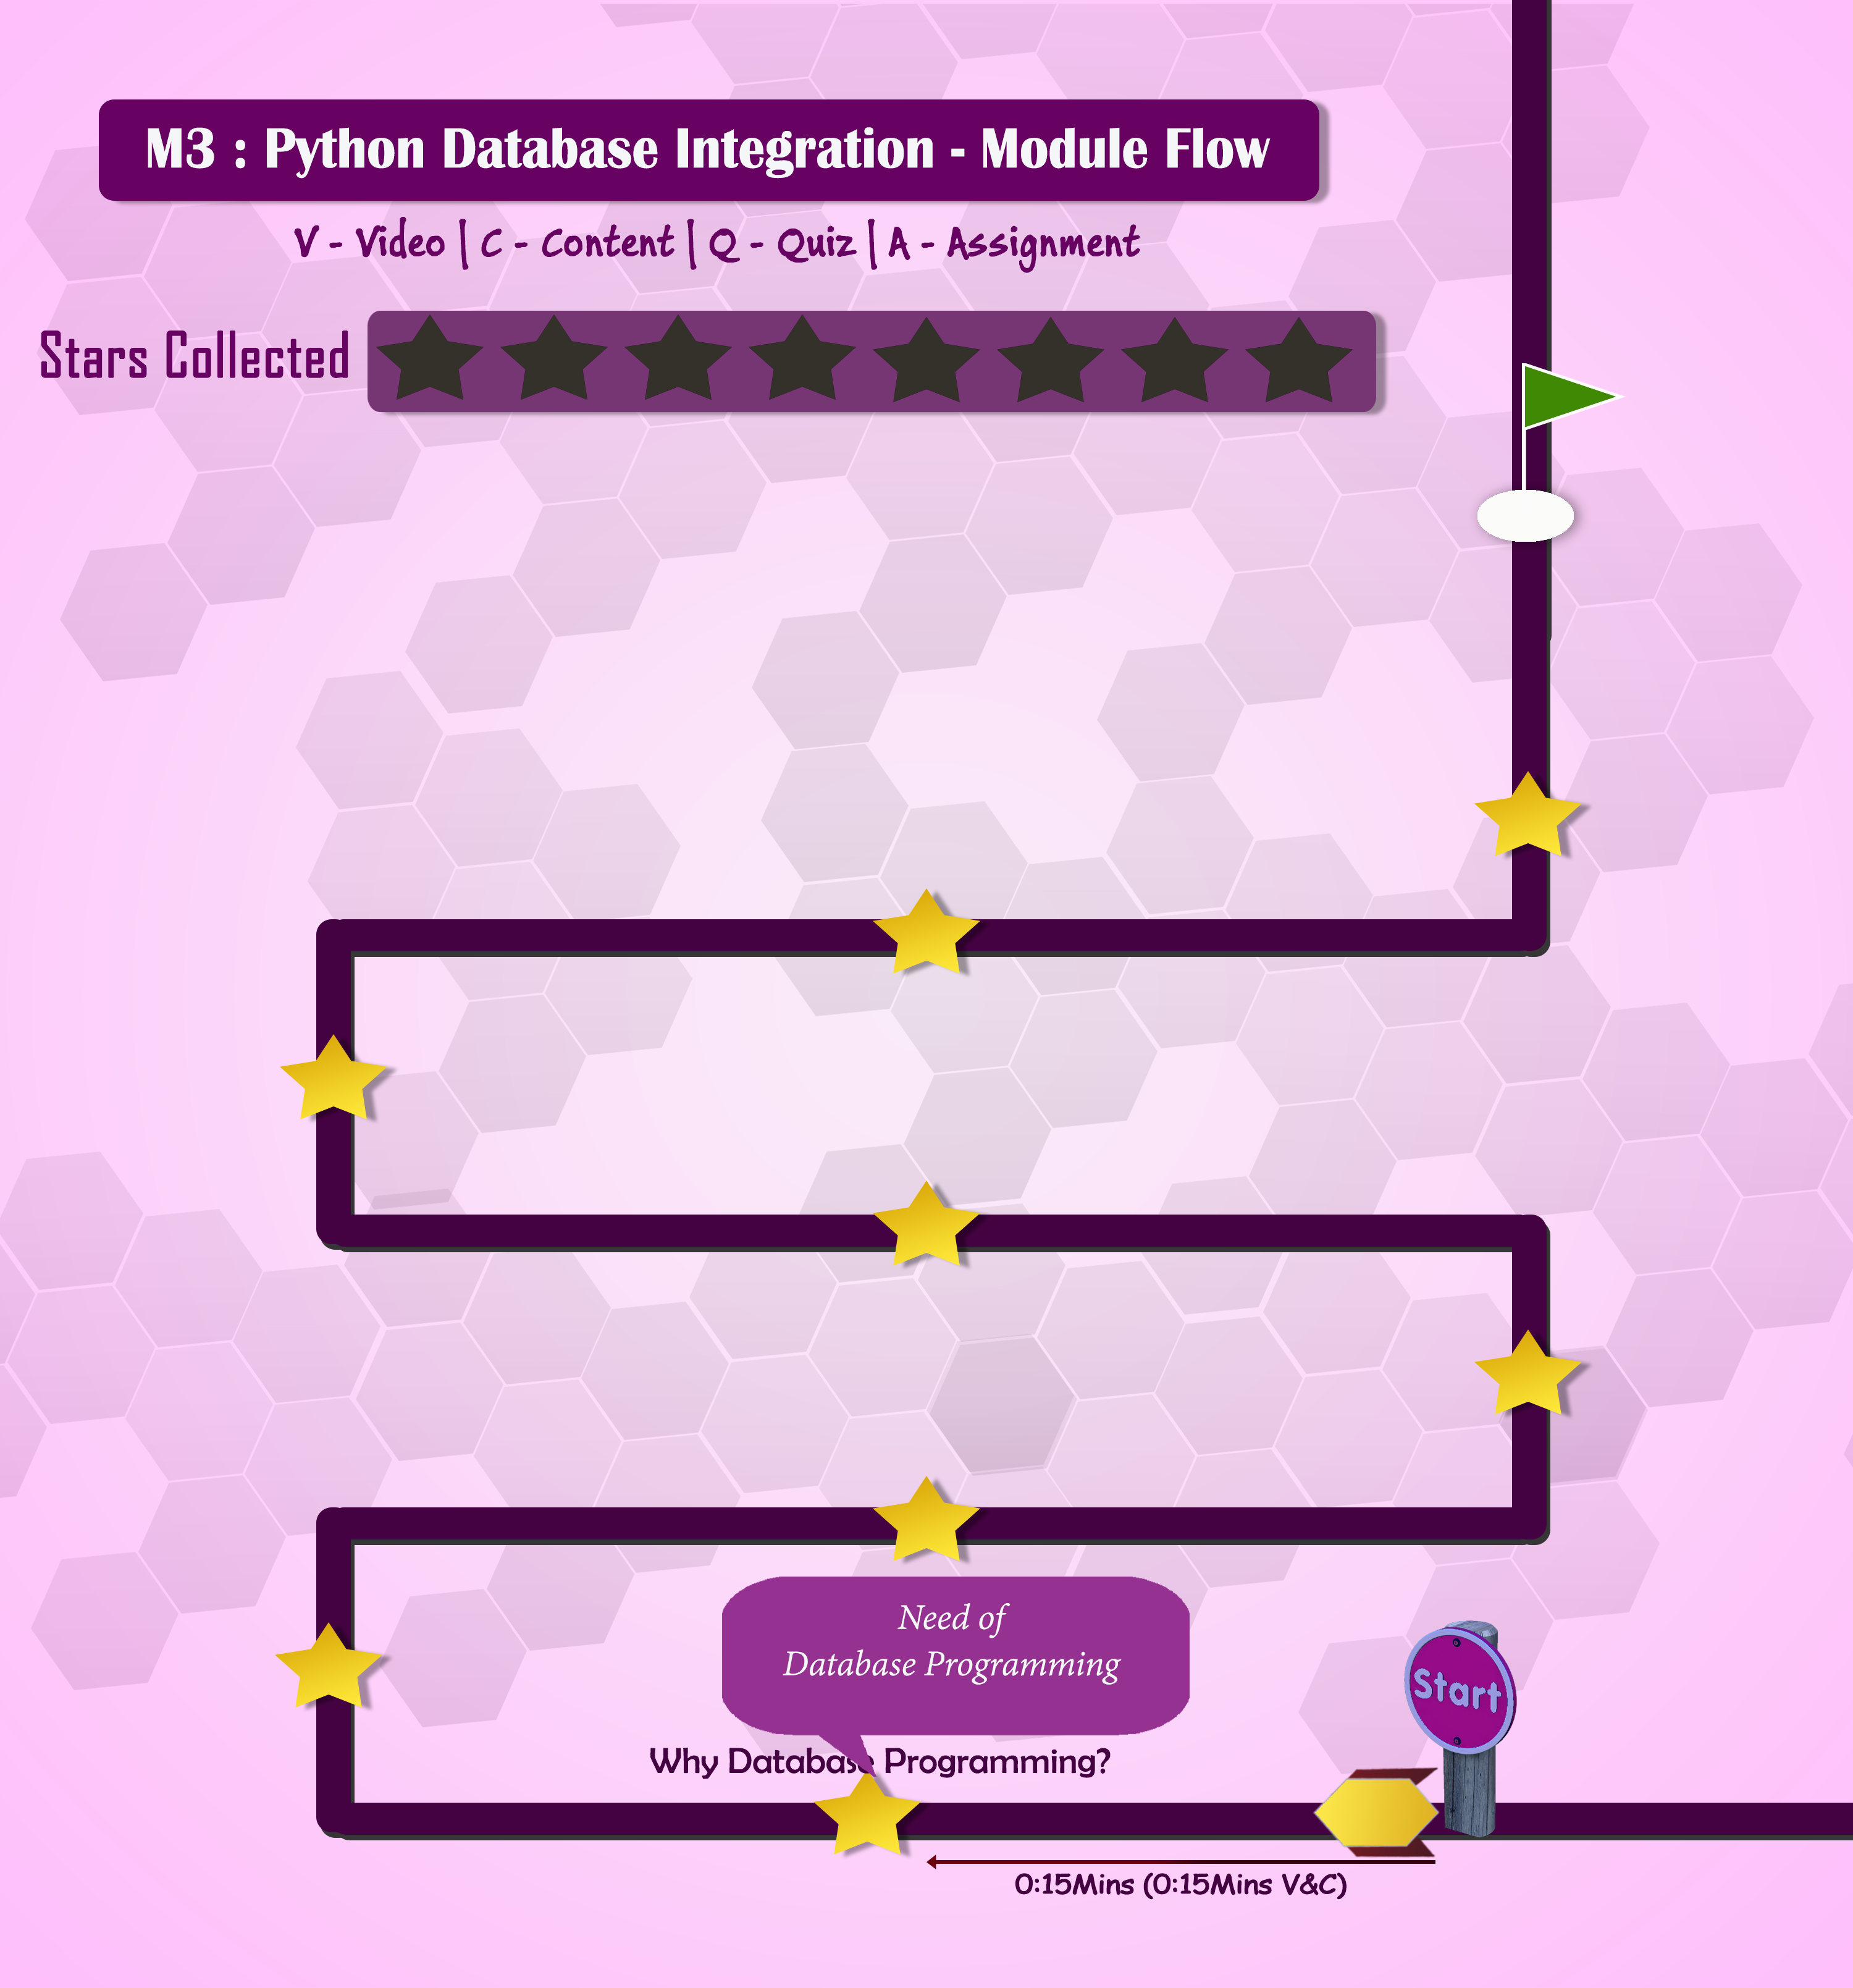 M3 : Python Database Integration - Module Flow
V - Video | C - Content | Q - Quiz | A - Assignment
Stars Collected
Need of
Database Programming
Start
Why Database Programming?
0:15Mins (0:15Mins V&C)